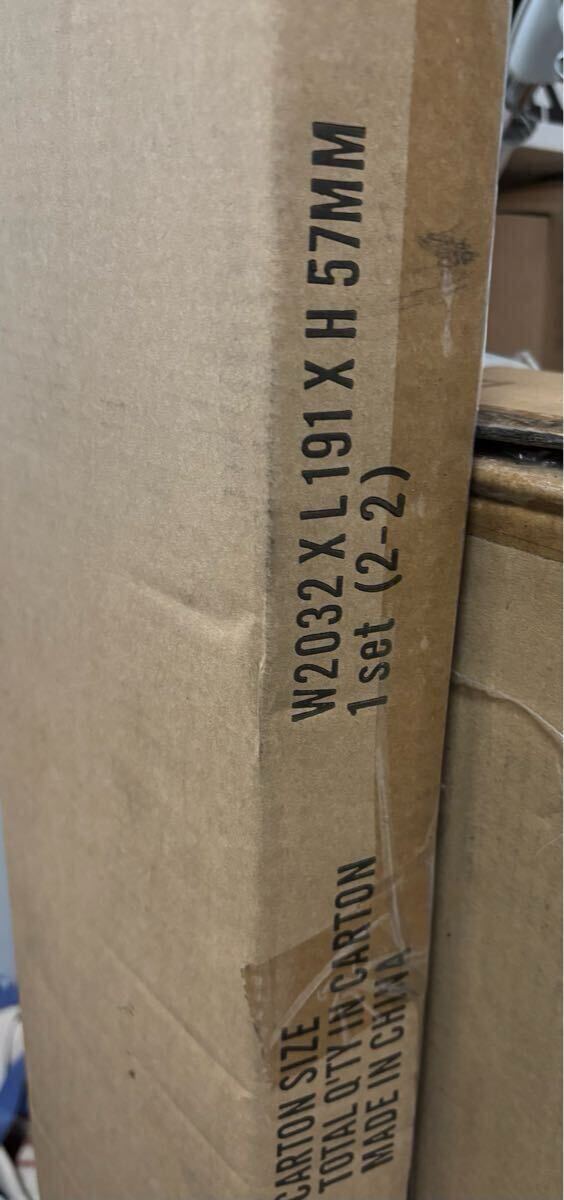 CARTON SIZE W2032 X L191 X H 57MM
TOTAL Q'TY IN CARTON 1 set (2-2)
MADE IN CHINA